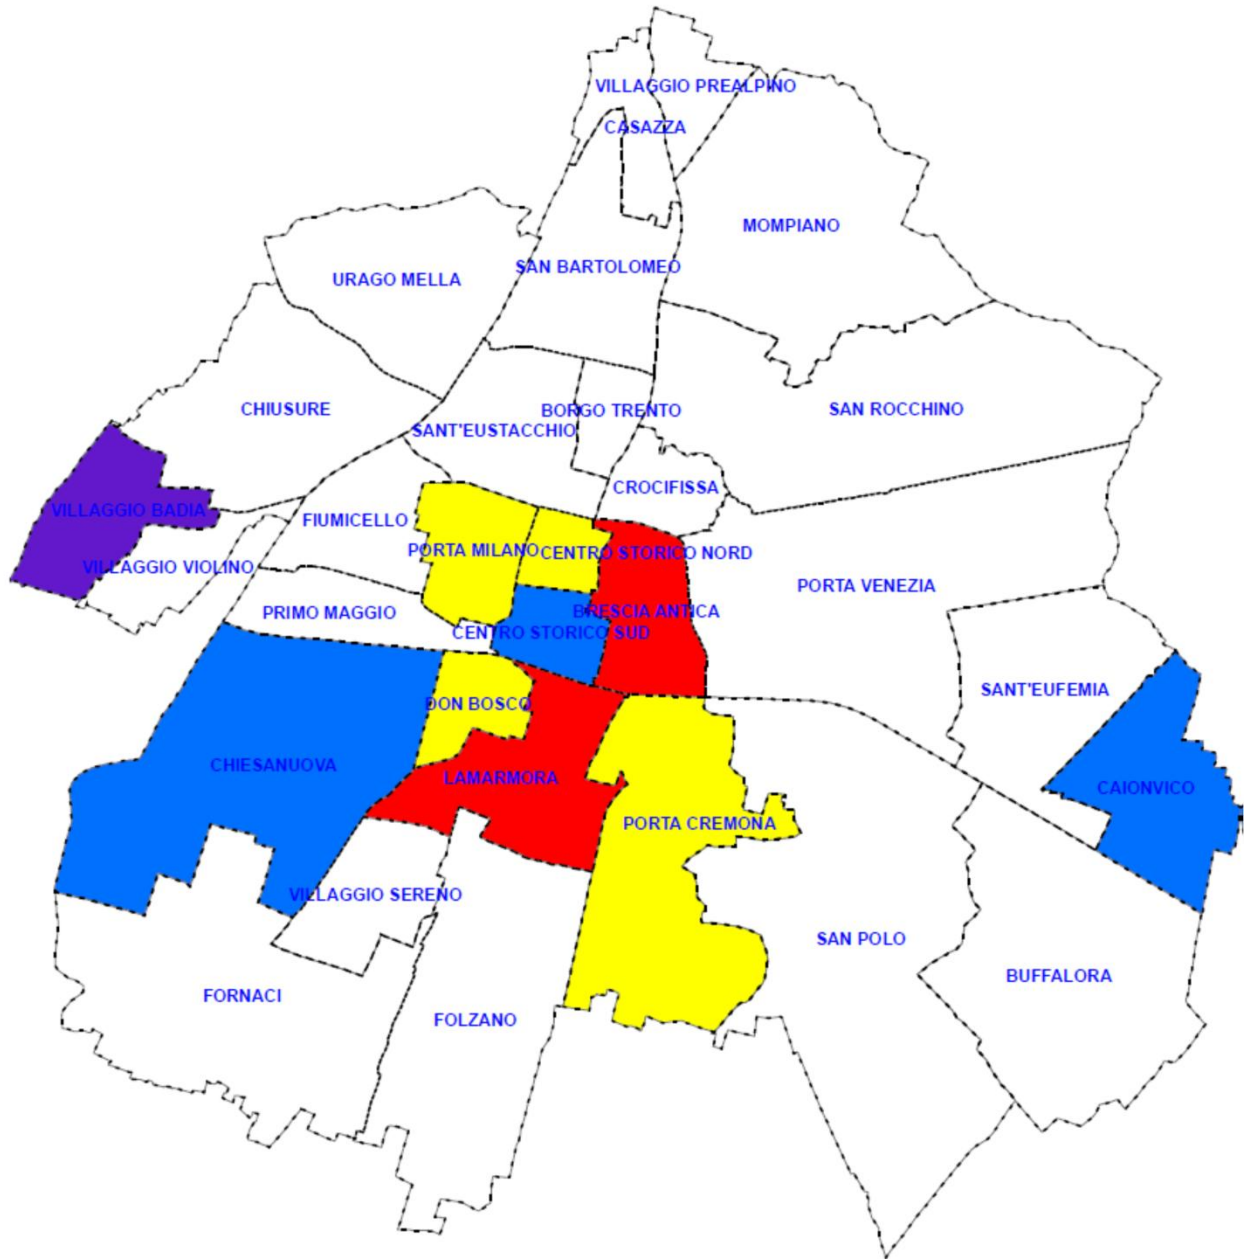 VILLAGGIO PREALPINO
CASAZZA
MOMPIANO
SAN BARTOLOMEO
URAGO MELLA
CHIUSURE
BORGO TRENTO
SAN ROCCHINO
SANT'EUSTACCHIO
CROCIFISSA
VILLAGGIO BADIA
FIUMICELLO
PORTA MILANO
CENTRO STORICO NORD
VILLAGGIO VIOLINO
PORTA VENEZIA
PRIMO MAGGIO
BRESCIA ANTICA
CENTRO STORICO SUD
SANT'EUFEMIA
DON BOSCO
CHIESANUOVA
LAMARMORA
CAIONVICO
PORTA CREMONA
VILLAGGIO SERENO
SAN POLO
BUFFALORA
FORNACI
FOLZANO